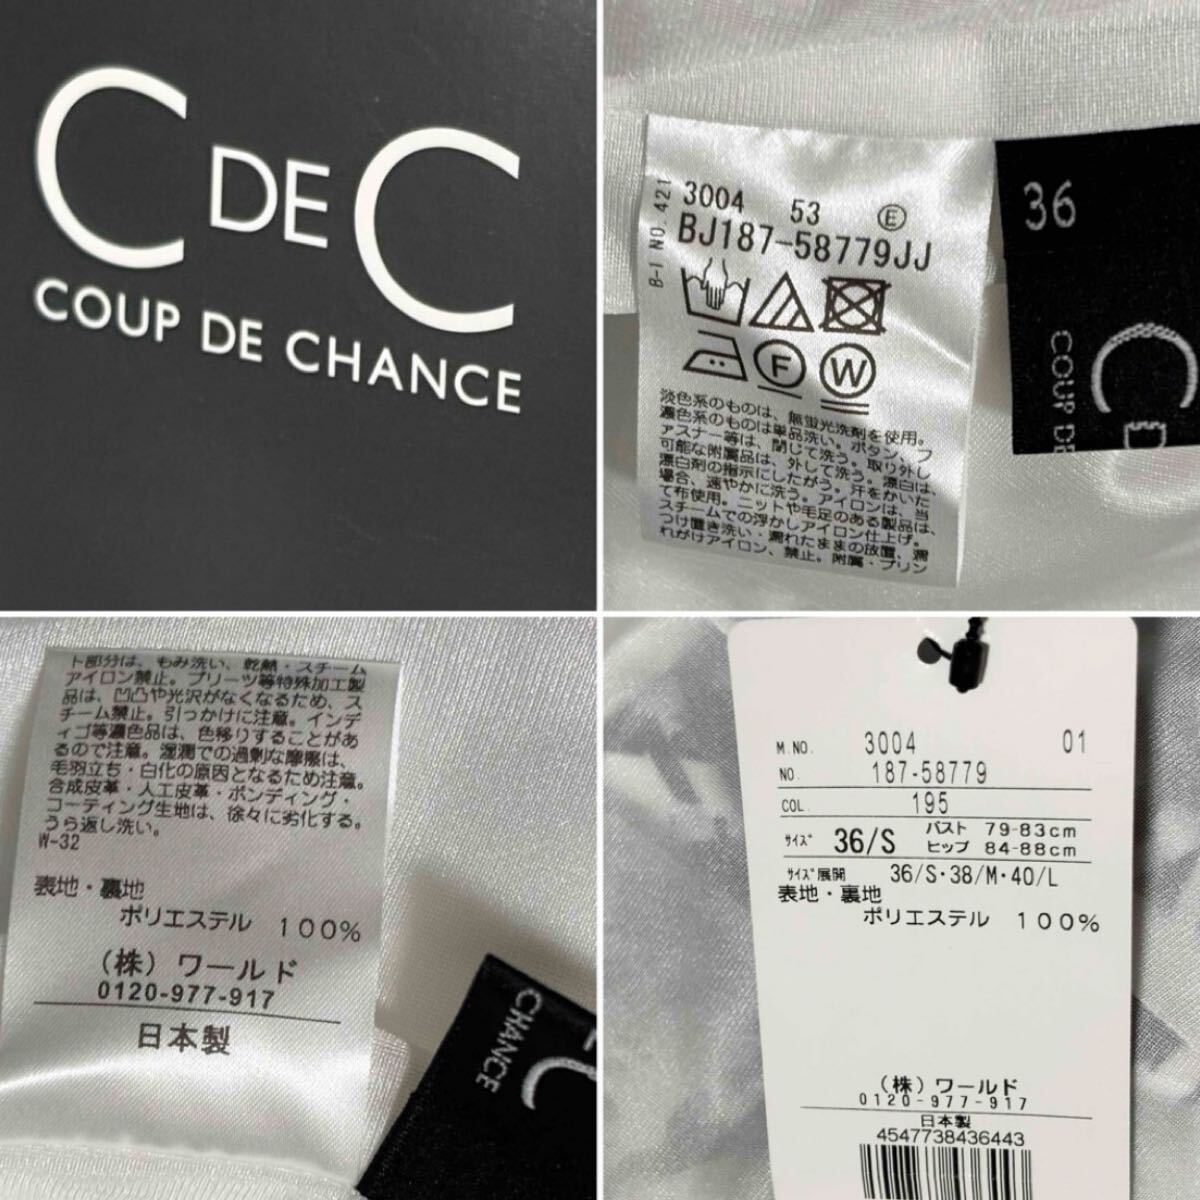 C DE C
COUP DE CHANCE
B-I NO. 421
3004 53 E
BJ187-58779JJ
F W
淡色系のものは、無蛍光洗剤を使用。
濃色系のものは単品洗い。ボタン、フ
ァスナー等は、閉じて洗う。取り外し
可能な附属品は、外して洗う。漂白は、
漂白剤の指示にしたがう。汗をかいた
場合、速やかに洗う。アイロンは、当
て布使用。ニットや毛足のある製品は、
スチームでの浮かしアイロン仕上げ。
つけ置き洗い・濡れたままの放置、濡
れがけアイロン、禁止。附属・プリン
36
C D
COUP DE
ト部分は、もみ洗い、乾熱・スチーム
アイロン禁止。プリーツ等特殊加工製
品は、凹凸や光沢がなくなるため、ス
チーム禁止。引っかけに注意。インデ
ィゴ等濃色品は、色移りすることがあ
るので注意。湿潤での過剰な摩擦は、
毛羽立ち・白化の原因となるため注意。
合成皮革・人工皮革・ボンディング・
コーティング生地は、徐々に劣化する。
うら返し洗い。
W-32
表地・裏地
ポリエステル 100%
(株)ワールド
0120-977-917
日本製
C
CHANCE
M.NO. 3004 01
NO. 187-58779
COL. 195
サイズ 36/S バスト 79-83cm
ヒップ 84-88cm
サイズ展開 36/S・38/M・40/L
表地・裏地
ポリエステル 100%
(株)ワールド
0120-977-917
日本製
4547738436443